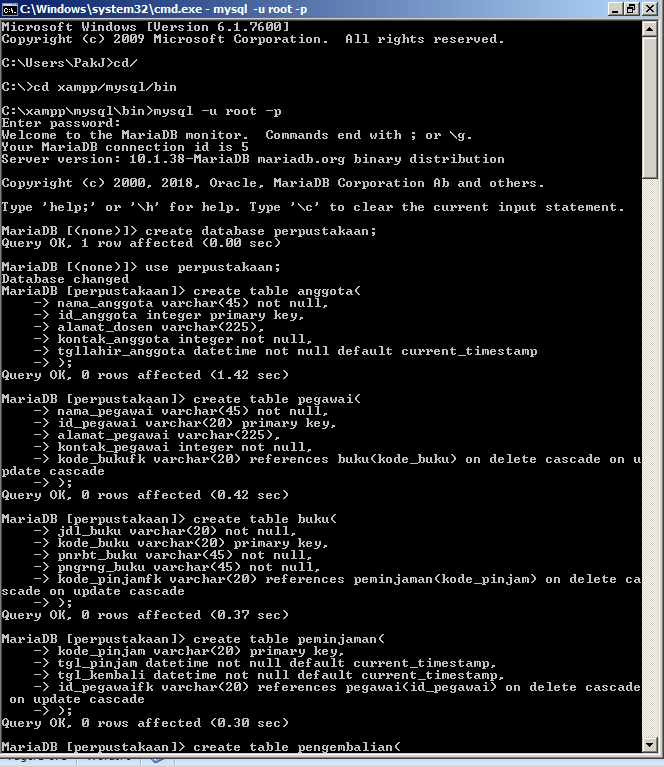 C:\Windows\system32\cmd.exe - mysql -u root -p
Microsoft Windows [Version 6.1.7600]
Copyright (c) 2009 Microsoft Corporation.  All rights reserved.
C:\Users\PakJ>cd/
C:\>cd xampp/mysql/bin
C:\xampp\mysql\bin>mysql -u root -p
Enter password:
Welcome to the MariaDB monitor.  Commands end with ; or \g.
Your MariaDB connection id is 5
Server version: 10.1.38-MariaDB mariadb.org binary distribution
Copyright (c) 2000, 2018, Oracle, MariaDB Corporation Ab and others.
Type 'help;' or '\h' for help. Type '\c' to clear the current input statement.
MariaDB [(none)]> create database perpustakaan;
Query OK, 1 row affected (0.00 sec)
MariaDB [(none)]> use perpustakaan;
Database changed
MariaDB [perpustakaan]> create table anggota(
    -> nama_anggota varchar(45) not null,
    -> id_anggota integer primary key,
    -> alamat_dosen varchar(225),
    -> kontak_anggota integer not null,
    -> tgllahir_anggota datetime not null default current_timestamp
    -> );
Query OK, 0 rows affected (1.42 sec)
MariaDB [perpustakaan]> create table pegawai(
    -> nama_pegawai varchar(45) not null,
    -> id_pegawai varchar(20) primary key,
    -> alamat_pegawai varchar(225),
    -> kontak_pegawai integer not null,
    -> kode_bukufk varchar(20) references buku(kode_buku) on delete cascade on u
pdate cascade
    -> );
Query OK, 0 rows affected (0.42 sec)
MariaDB [perpustakaan]> create table buku(
    -> jdl_buku varchar(20) not null,
    -> kode_buku varchar(20) primary key,
    -> pnrbt_buku varchar(45) not null,
    -> pngrng_buku varchar(45) not null,
    -> kode_pinjamfk varchar(20) references peminjaman(kode_pinjam) on delete ca
scade on update cascade
    -> );
Query OK, 0 rows affected (0.37 sec)
MariaDB [perpustakaan]> create table peminjaman(
    -> kode_pinjam varchar(20) primary key,
    -> tgl_pinjam datetime not null default current_timestamp,
    -> tgl_kembali datetime not null default current_timestamp,
    -> id_pegawaifk varchar(20) references pegawai(id_pegawai) on delete cascade
 on update cascade
    -> );
Query OK, 0 rows affected (0.30 sec)
MariaDB [perpustakaan]> create table pengembalian(